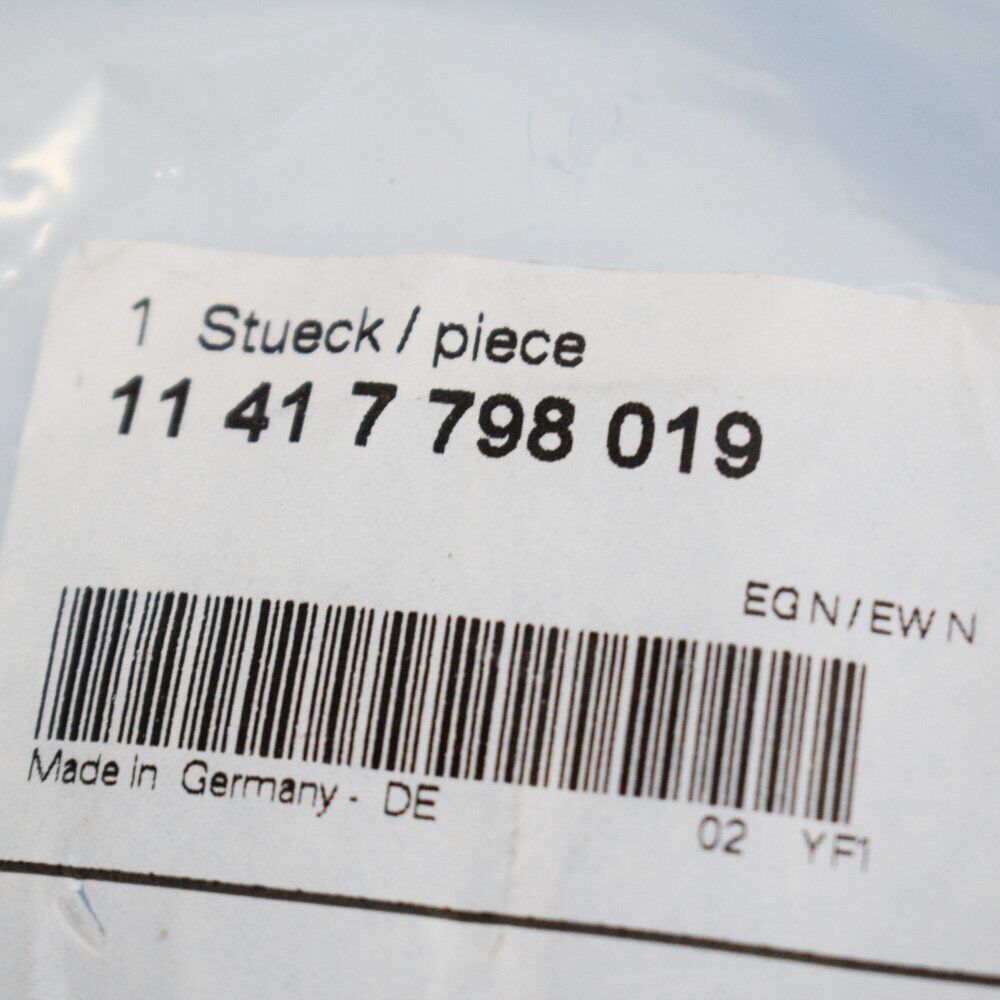 1 Stueck / piece
11 41 7 798 019
EGN/EWN
Made in Germany - DE
02 YF1